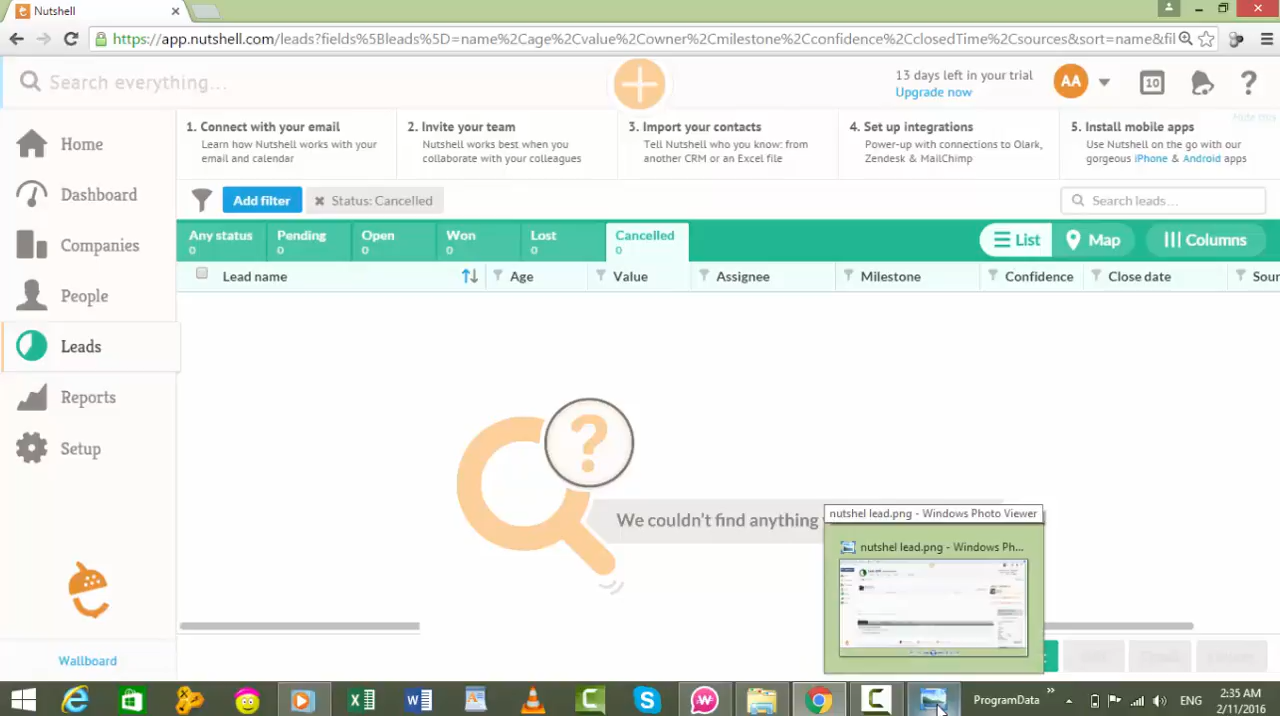 Nutshell
https://app.nutshell.com/leads?fields%5Bleads%5D=name%2Cage%2Cvalue%2Cowner%2Cmilestone%2Cconfidence%2CclosedTime%2Csources&sort=name&fil
Search everything...
13 days left in your trial
Upgrade now
AA
10
?
Hide this
1. Connect with your email
Learn how Nutshell works with your
email and calendar
2. Invite your team
Nutshell works best when you
collaborate with your colleagues
3. Import your contacts
Tell Nutshell who you know: from
another CRM or an Excel file
4. Set up integrations
Power-up with connections to Olark,
Zendesk & MailChimp
5. Install mobile apps
Use Nutshell on the go with our
gorgeous iPhone & Android apps
Home
Dashboard
Companies
People
Leads
Reports
Setup
Wallboard
Add filter
Status: Cancelled
Search leads...
Any status
0
Pending
0
Open
0
Won
0
Lost
0
Cancelled
0
List
Map
Columns
Lead name
Age
Value
Assignee
Milestone
Confidence
Close date
Sour
?
We couldn't find anything
nutshel lead.png - Windows Photo Viewer
nutshel lead.png - Windows Ph...
ProgramData
ENG
2:35 AM
2/11/2016